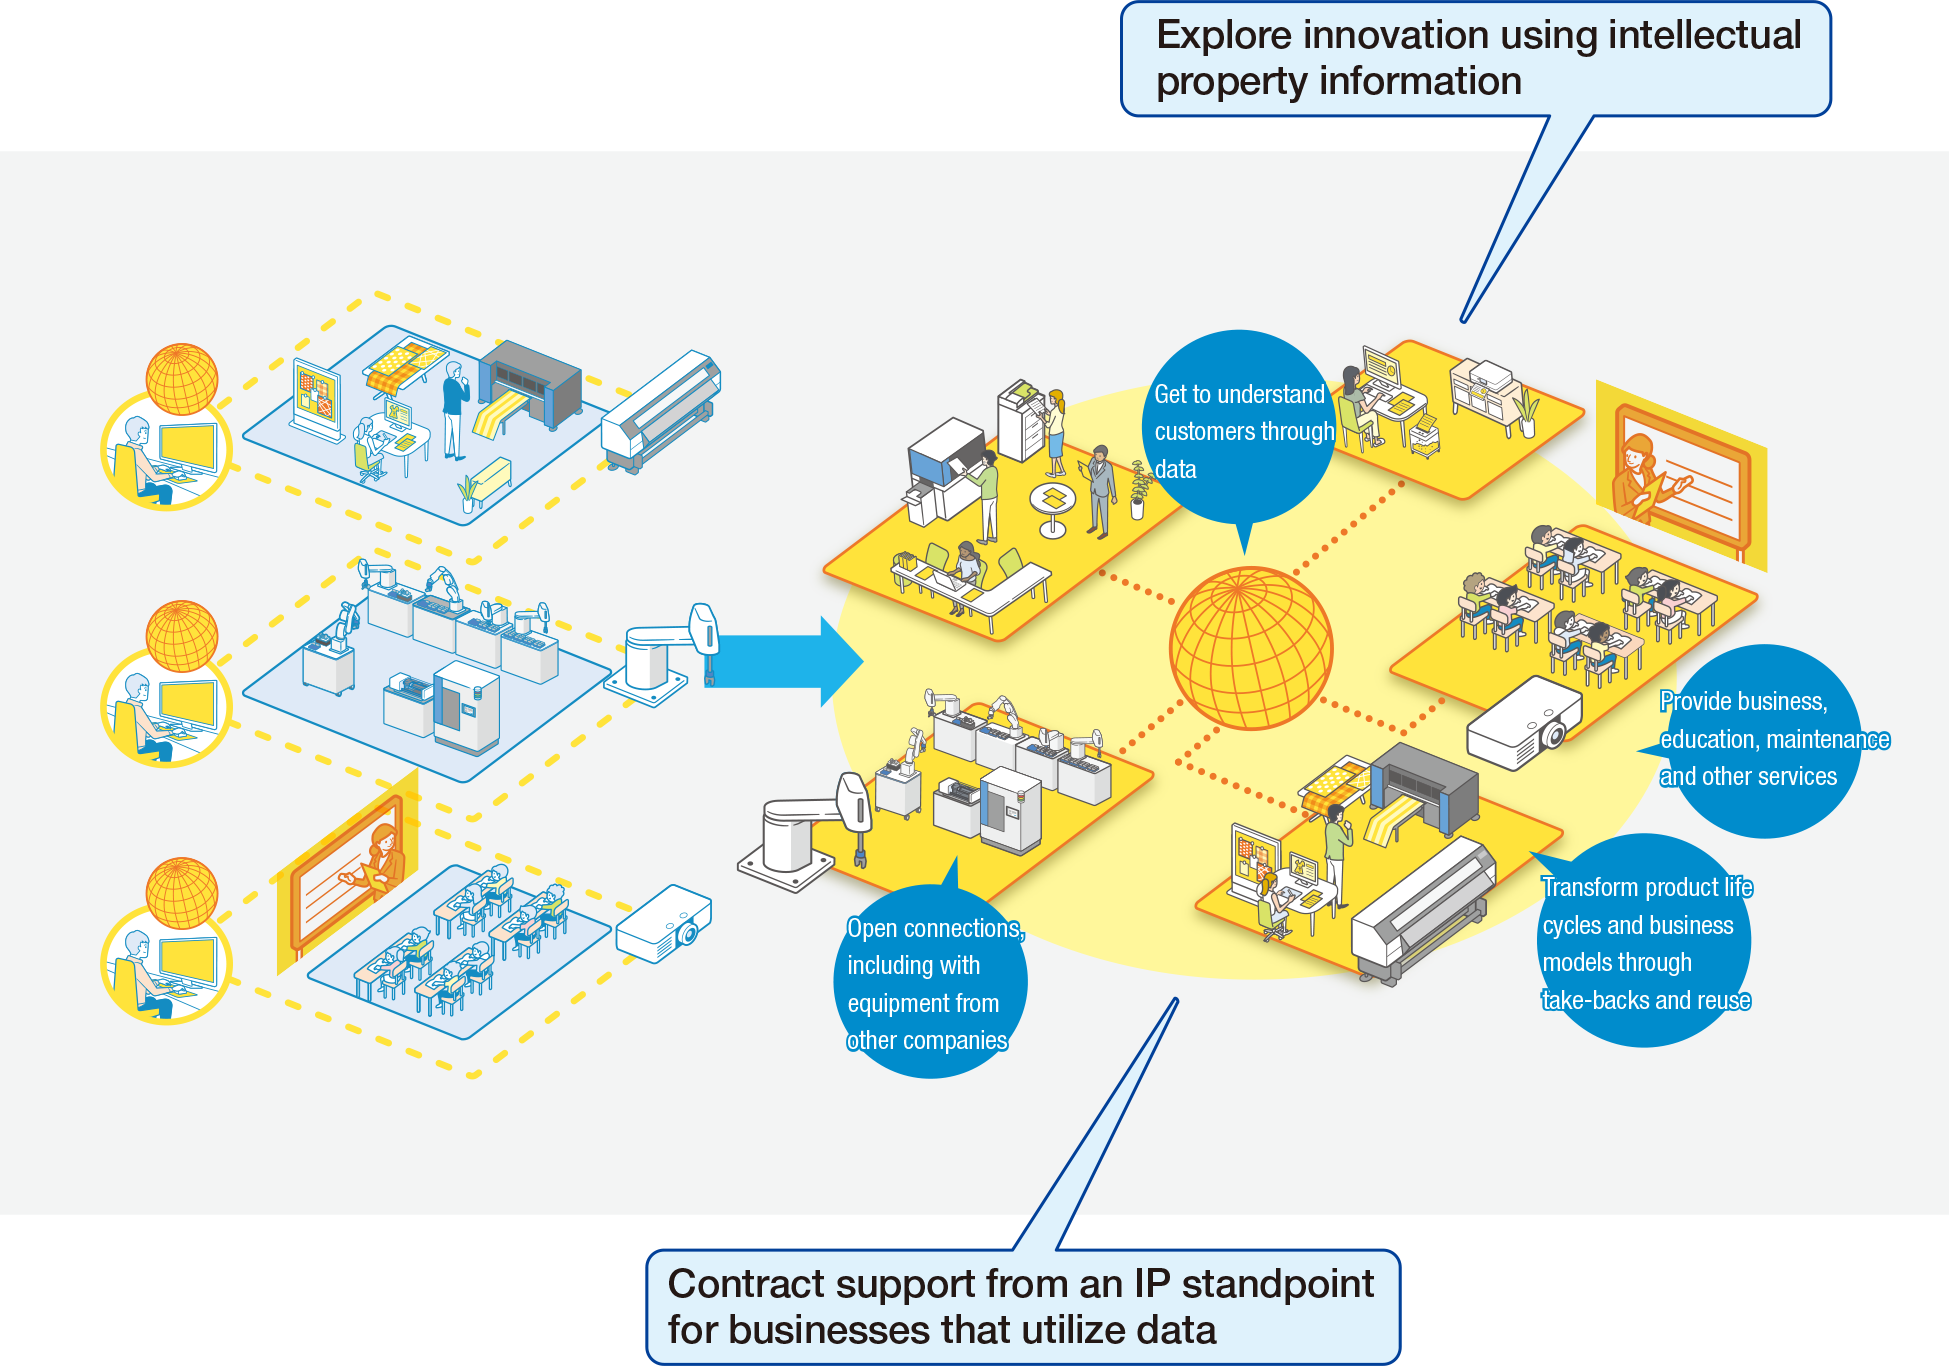 Explore innovation using intellectual
property information
Get to understand
customers through
data
Provide business,
education, maintenance
and other services
Transform product life
cycles and business
models through
take-backs and reuse
Open connections,
including with
equipment from
other companies
Contract support from an IP standpoint
for businesses that utilize data